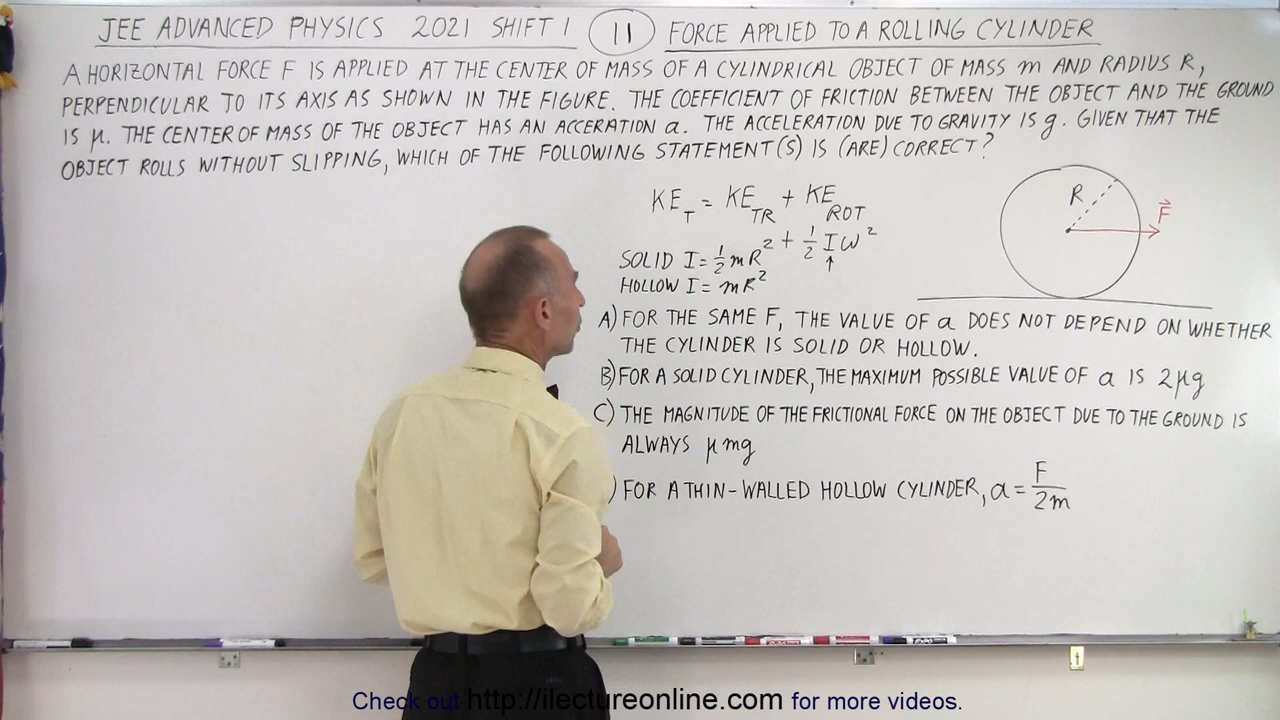 JEE ADVANCED PHYSICS 2021 SHIFT 1 11 FORCE APPLIED TO A ROLLING CYLINDER
A HORIZONTAL FORCE F IS APPLIED AT THE CENTER OF MASS OF A CYLINDRICAL OBJECT OF MASS m AND RADIUS R,
PERPENDICULAR TO ITS AXIS AS SHOWN IN THE FIGURE. THE COEFFICIENT OF FRICTION BETWEEN THE OBJECT AND THE GROUND
IS μ. THE CENTER OF MASS OF THE OBJECT HAS AN ACCERATION a. THE ACCELERATION DUE TO GRAVITY IS g. GIVEN THAT THE
OBJECT ROLLS WITHOUT SLIPPING, WHICH OF THE FOLLOWING STATEMENT(S) IS (ARE) CORRECT?
KE_T = KE_TR + KE_ROT
R
F⃗
+ ½ I ω²
SOLID I = ½ m R²
HOLLOW I = m R²
A) FOR THE SAME F, THE VALUE OF a DOES NOT DEPEND ON WHETHER
THE CYLINDER IS SOLID OR HOLLOW.
B) FOR A SOLID CYLINDER, THE MAXIMUM POSSIBLE VALUE OF a IS 2μg
C) THE MAGNITUDE OF THE FRICTIONAL FORCE ON THE OBJECT DUE TO THE GROUND IS
ALWAYS μmg
) FOR A THIN-WALLED HOLLOW CYLINDER, a = F/2m
Check out http://ilectureonline.com for more videos.